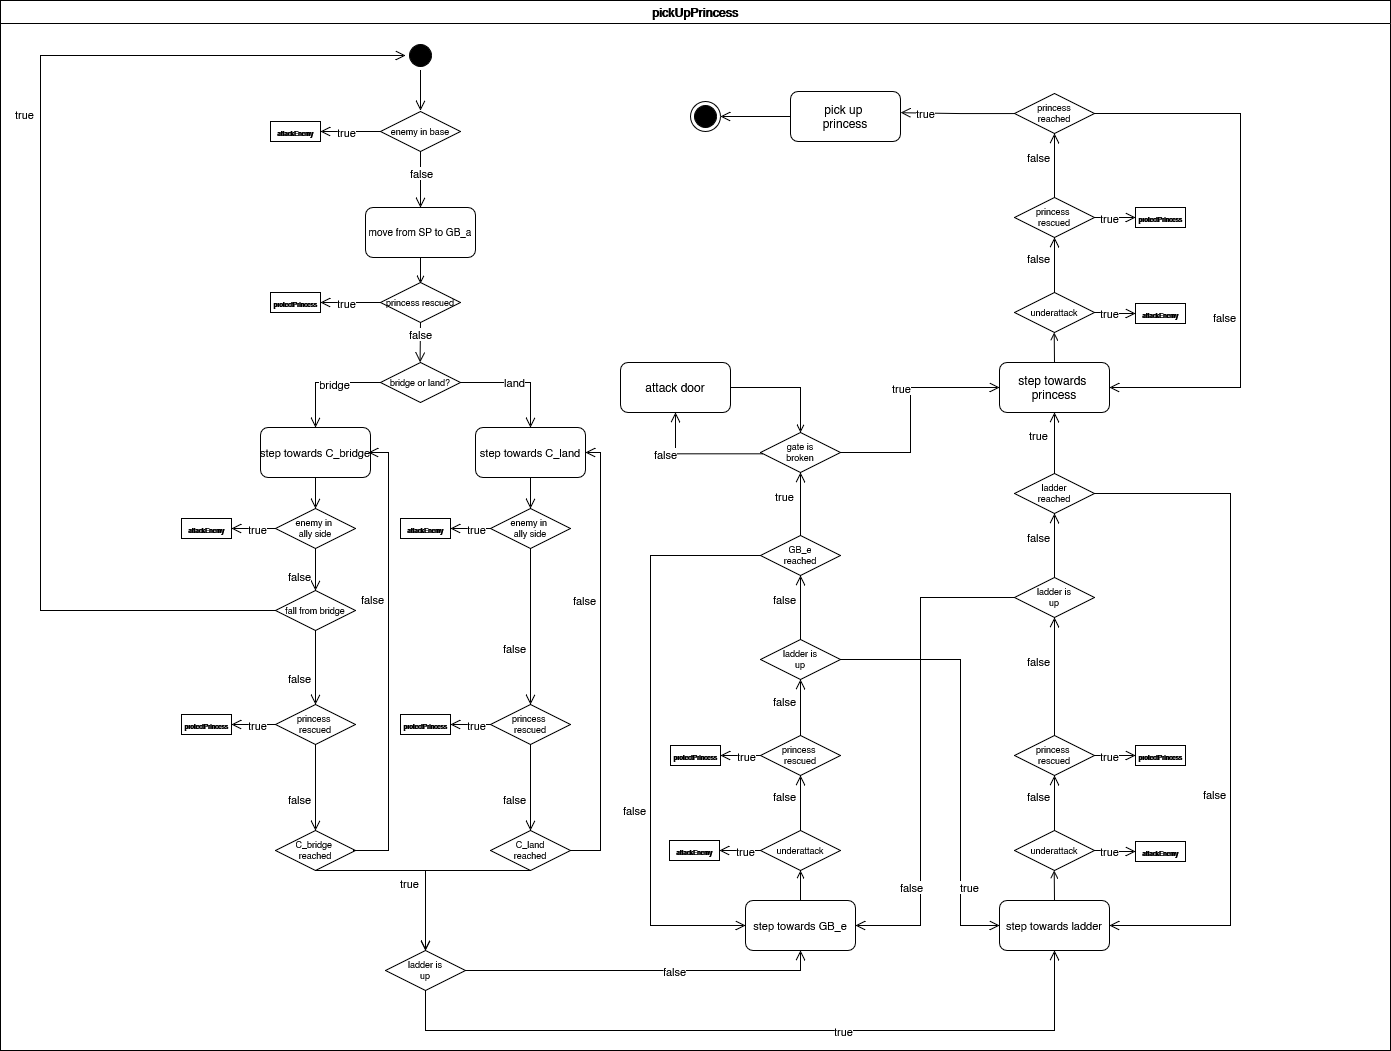 pickUpPrincess
true
enemy in base
true
attackEnemy
false
move from SP to GB_a
princess rescued
true
protectPrincess
false
bridge or land?
bridge
land
step towards C_bridge
step towards C_land
enemy in
ally side
true
attackEnemy
enemy in
ally side
true
attackEnemy
false
fall from bridge
false
false
false
false
princess
rescued
true
protectPrincess
princess
rescued
true
protectPrincess
false
false
false
C_bridge
reached
C_land
reached
true
ladder is
up
false
true
pick up
princess
true
princess
reached
false
princess
rescued
true
protectPrincess
false
underattack
true
attackEnemy
false
step towards
princess
attack door
true
false
gate is
broken
true
true
ladder
reached
false
GB_e
reached
false
ladder is
up
false
ladder is
up
false
false
princess
rescued
true
protectPrincess
princess
rescued
true
protectPrincess
false
false
false
false
underattack
true
attackEnemy
underattack
true
attackEnemy
false
true
step towards GB_e
step towards ladder